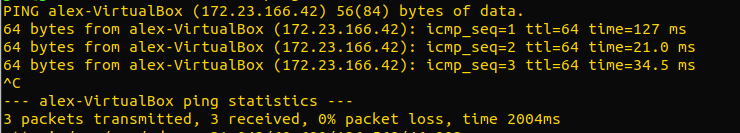 PING alex-VirtualBox (172.23.166.42) 56(84) bytes of data.
64 bytes from alex-VirtualBox (172.23.166.42): icmp_seq=1 ttl=64 time=127 ms
64 bytes from alex-VirtualBox (172.23.166.42): icmp_seq=2 ttl=64 time=21.0 ms
64 bytes from alex-VirtualBox (172.23.166.42): icmp_seq=3 ttl=64 time=34.5 ms
^C
--- alex-VirtualBox ping statistics ---
3 packets transmitted, 3 received, 0% packet loss, time 2004ms